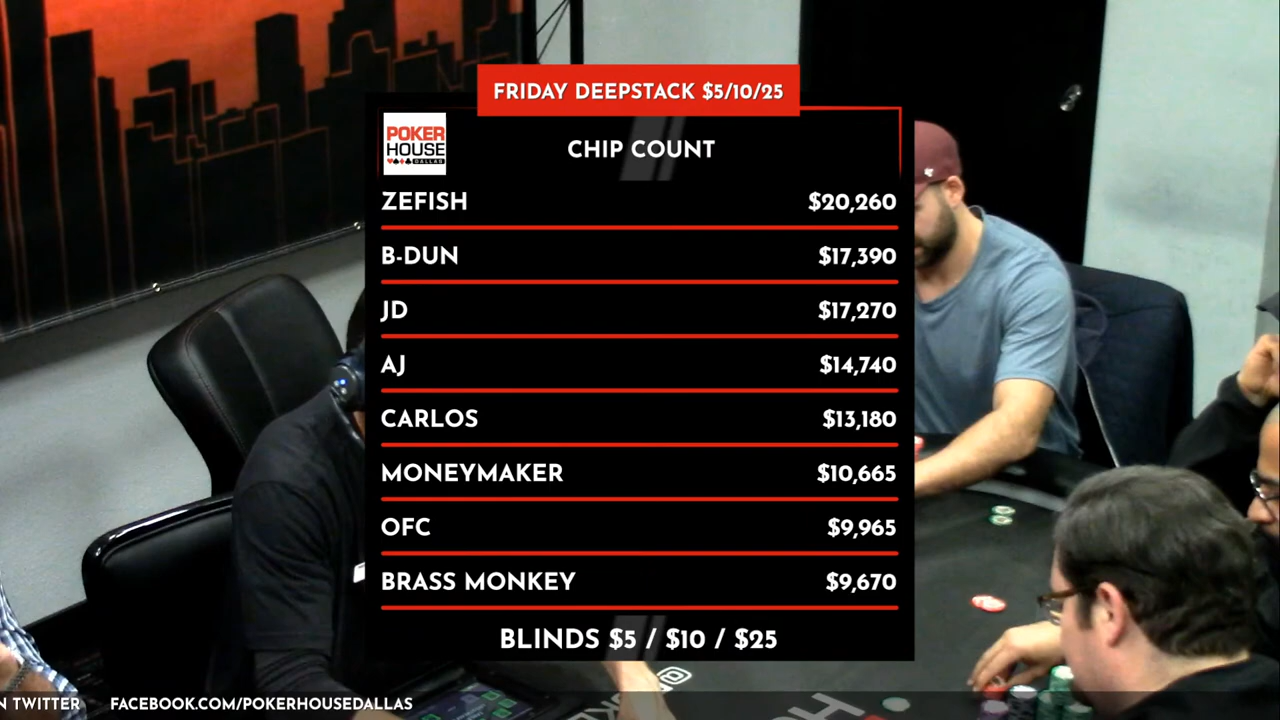 FRIDAY DEEPSTACK $5/10/25
POKER
HOUSE
DALLAS
CHIP COUNT
ZEFISH $20,260
B-DUN $17,390
JD $17,270
AJ $14,740
CARLOS $13,180
MONEYMAKER $10,665
OFC $9,965
BRASS MONKEY $9,670
BLINDS $5 / $10 / $25
N TWITTER FACEBOOK.COM/POKERHOUSEDALLAS